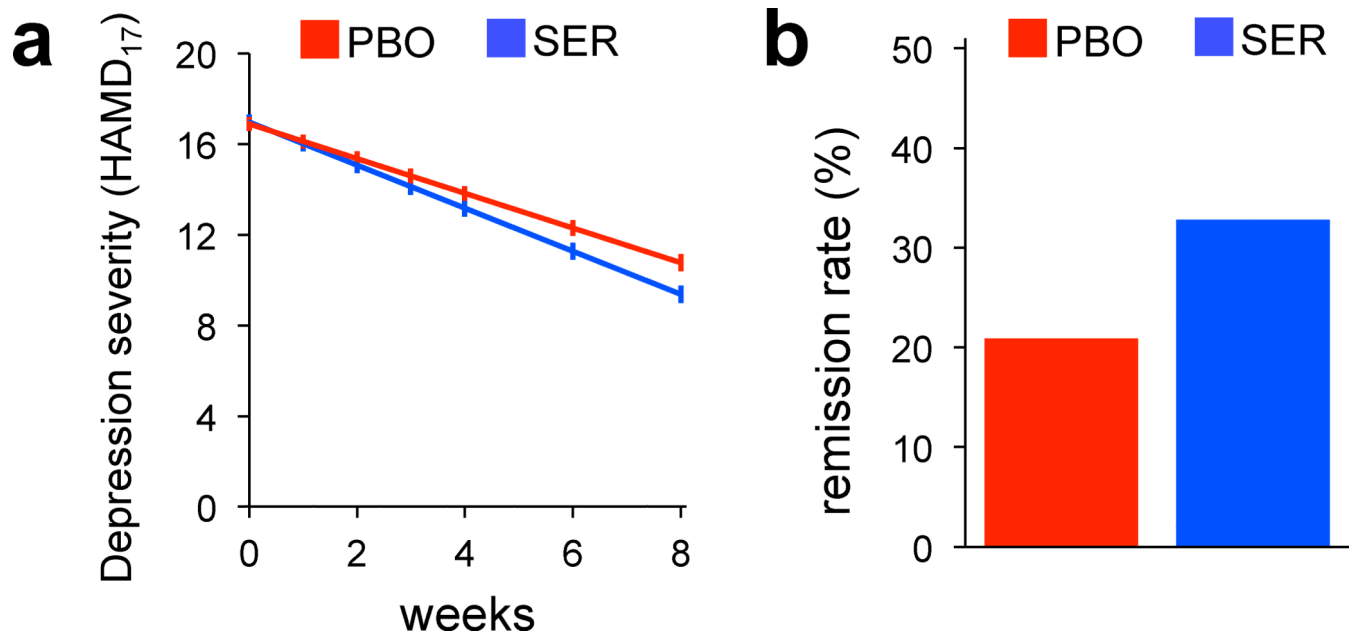 a
PBO SER
Depression severity (HAMD₁₇)
20
16
12
8
4
0
0 2 4 6 8
weeks
b
PBO SER
remission rate (%)
50
40
30
20
10
0